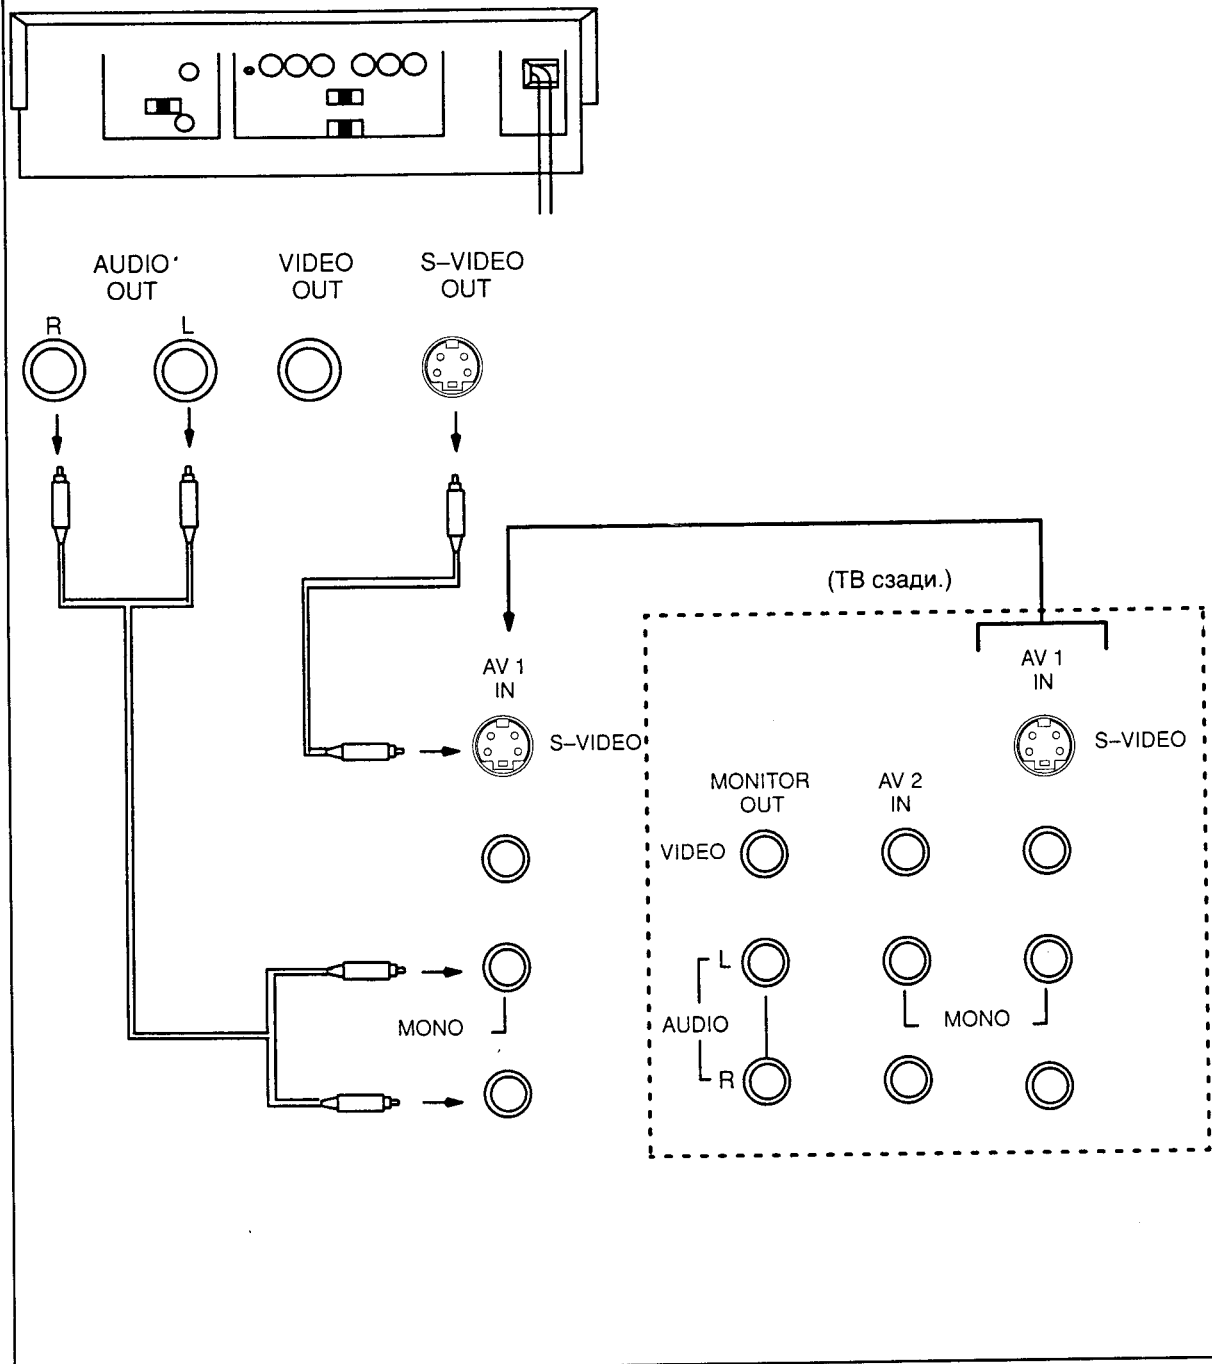 AUDIO
OUT
VIDEO
OUT
S–VIDEO
OUT
R
L
(ТВ сзади.)
AV 1
IN
S–VIDEO
AV 1
IN
S–VIDEO
MONITOR
OUT
AV 2
IN
VIDEO
L
AUDIO
R
MONO
MONO